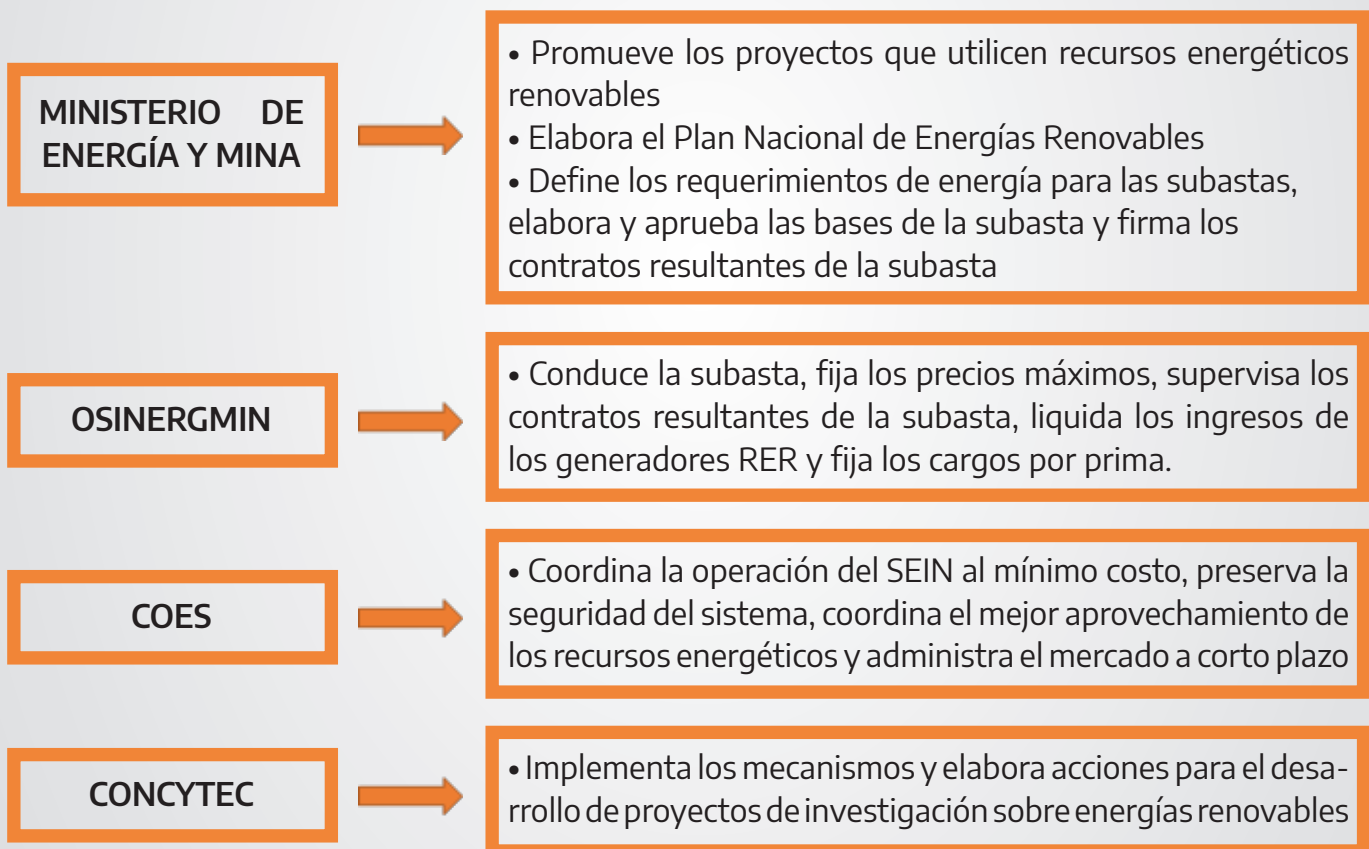 MINISTERIO DE
ENERGÍA Y MINA
• Promueve los proyectos que utilicen recursos energéticos
renovables
• Elabora el Plan Nacional de Energías Renovables
• Define los requerimientos de energía para las subastas,
elabora y aprueba las bases de la subasta y firma los
contratos resultantes de la subasta
OSINERGMIN
• Conduce la subasta, fija los precios máximos, supervisa los
contratos resultantes de la subasta, liquida los ingresos de
los generadores RER y fija los cargos por prima.
COES
• Coordina la operación del SEIN al mínimo costo, preserva la
seguridad del sistema, coordina el mejor aprovechamiento de
los recursos energéticos y administra el mercado a corto plazo
CONCYTEC
• Implementa los mecanismos y elabora acciones para el desa-
rrollo de proyectos de investigación sobre energías renovables